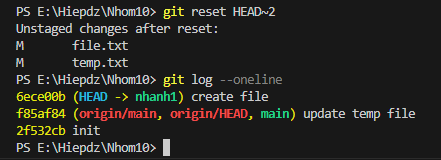 PS E:\Hiepdz\Nhom10> git reset HEAD~2
Unstaged changes after reset:
M       file.txt
M       temp.txt
PS E:\Hiepdz\Nhom10> git log --oneline
6ece00b (HEAD -> nhanh1) create file
f85af84 (origin/main, origin/HEAD, main) update temp file
2f532cb init
PS E:\Hiepdz\Nhom10>